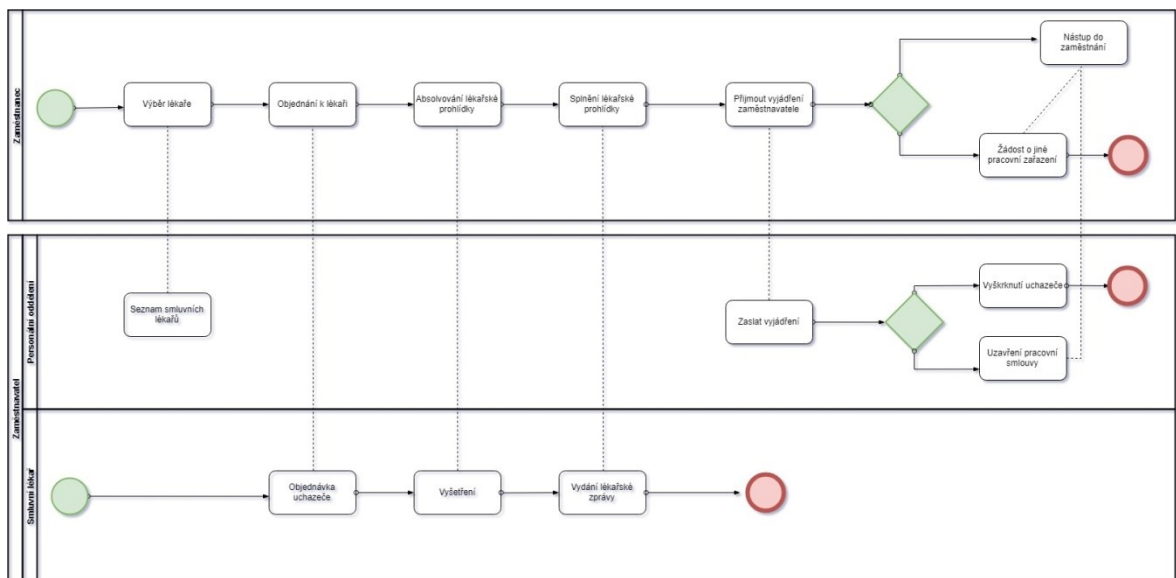 Zaměstnanec
Výběr lékaře
Objednání k lékaři
Absolvování lékařské
prohlídky
Splnění lékařské
prohlídky
Přijmout vyjádření
zaměstnavatele
Nástup do
zaměstnání
Žádost o jiné
pracovní zařazení
Zaměstnavatel
Personální oddělení
Seznam smluvních
lékařů
Zaslat vyjádření
Vyškrknutí uchazeče
Uzavření pracovní
smlouvy
Smluvní lékař
Objednávka
uchazeče
Vyšetření
Vydání lékařské
zprávy